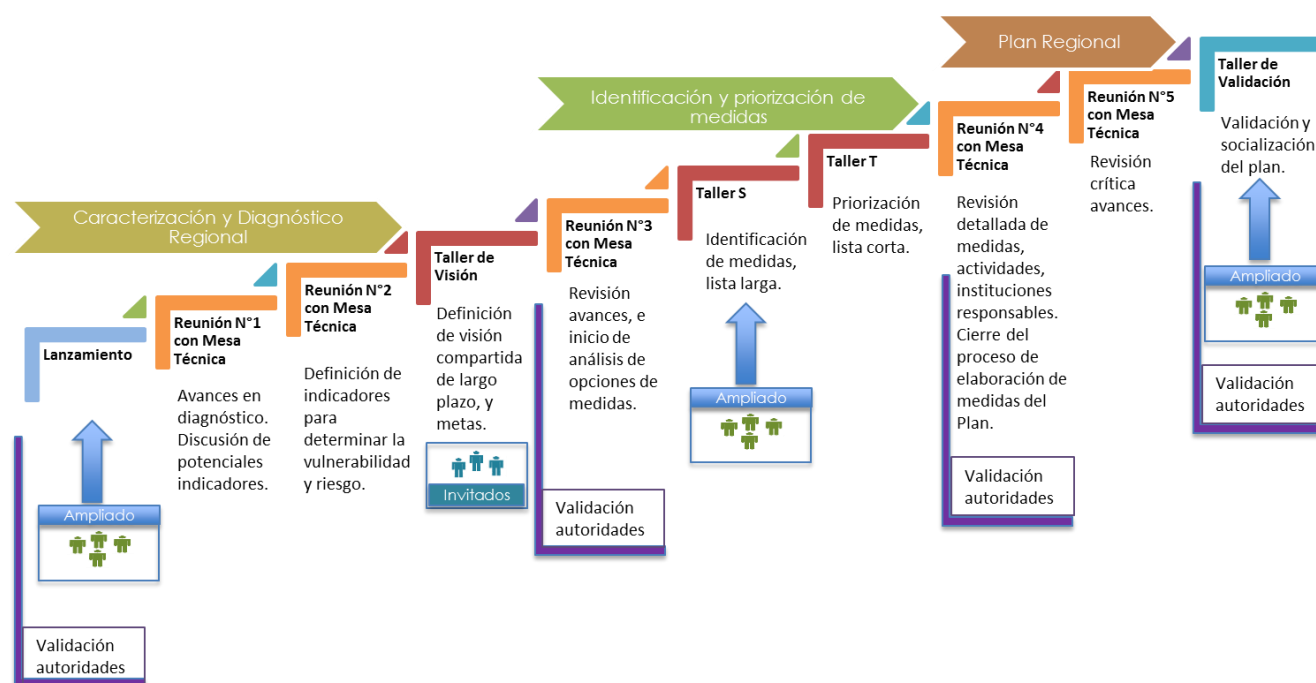 Caracterización y Diagnóstico
Regional
Identificación y priorización de
medidas
Plan Regional
Lanzamiento
Ampliado
Validación
autoridades
Reunión N°1
con Mesa
Técnica
Avances en
diagnóstico.
Discusión de
potenciales
indicadores.
Reunión N°2
con Mesa
Técnica
Definición de
indicadores
para
determinar la
vulnerabilidad
y riesgo.
Taller de
Visión
Definición
de visión
compartida
de largo
plazo, y
metas.
Invitados
Reunión N°3
con Mesa
Técnica
Revisión
avances, e
inicio de
análisis de
opciones de
medidas.
Validación
autoridades
Taller S
Identificación
de medidas,
lista larga.
Ampliado
Taller T
Priorización
de medidas,
lista corta.
Reunión N°4
con Mesa
Técnica
Revisión
detallada de
medidas,
actividades,
instituciones
responsables.
Cierre del
proceso de
elaboración de
medidas del
Plan.
Validación
autoridades
Reunión N°5
con Mesa
Técnica
Revisión
crítica
avances.
Taller de
Validación
Validación y
socialización
del plan.
Ampliado
Validación
autoridades